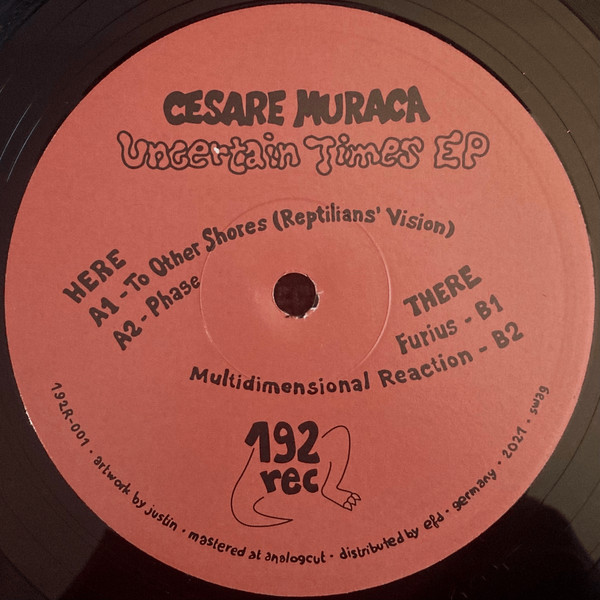 CESARE MURACA
Uncertain Times EP
HERE
A1 - To Other Shores (Reptilians' Vision)
A2 - Phase
THERE
Furius - B1
Multidimensional Reaction - B2
192
rec
192R-001 • artwork by justin • mastered at analogcut • distributed by efd • germany • 2021 • swag